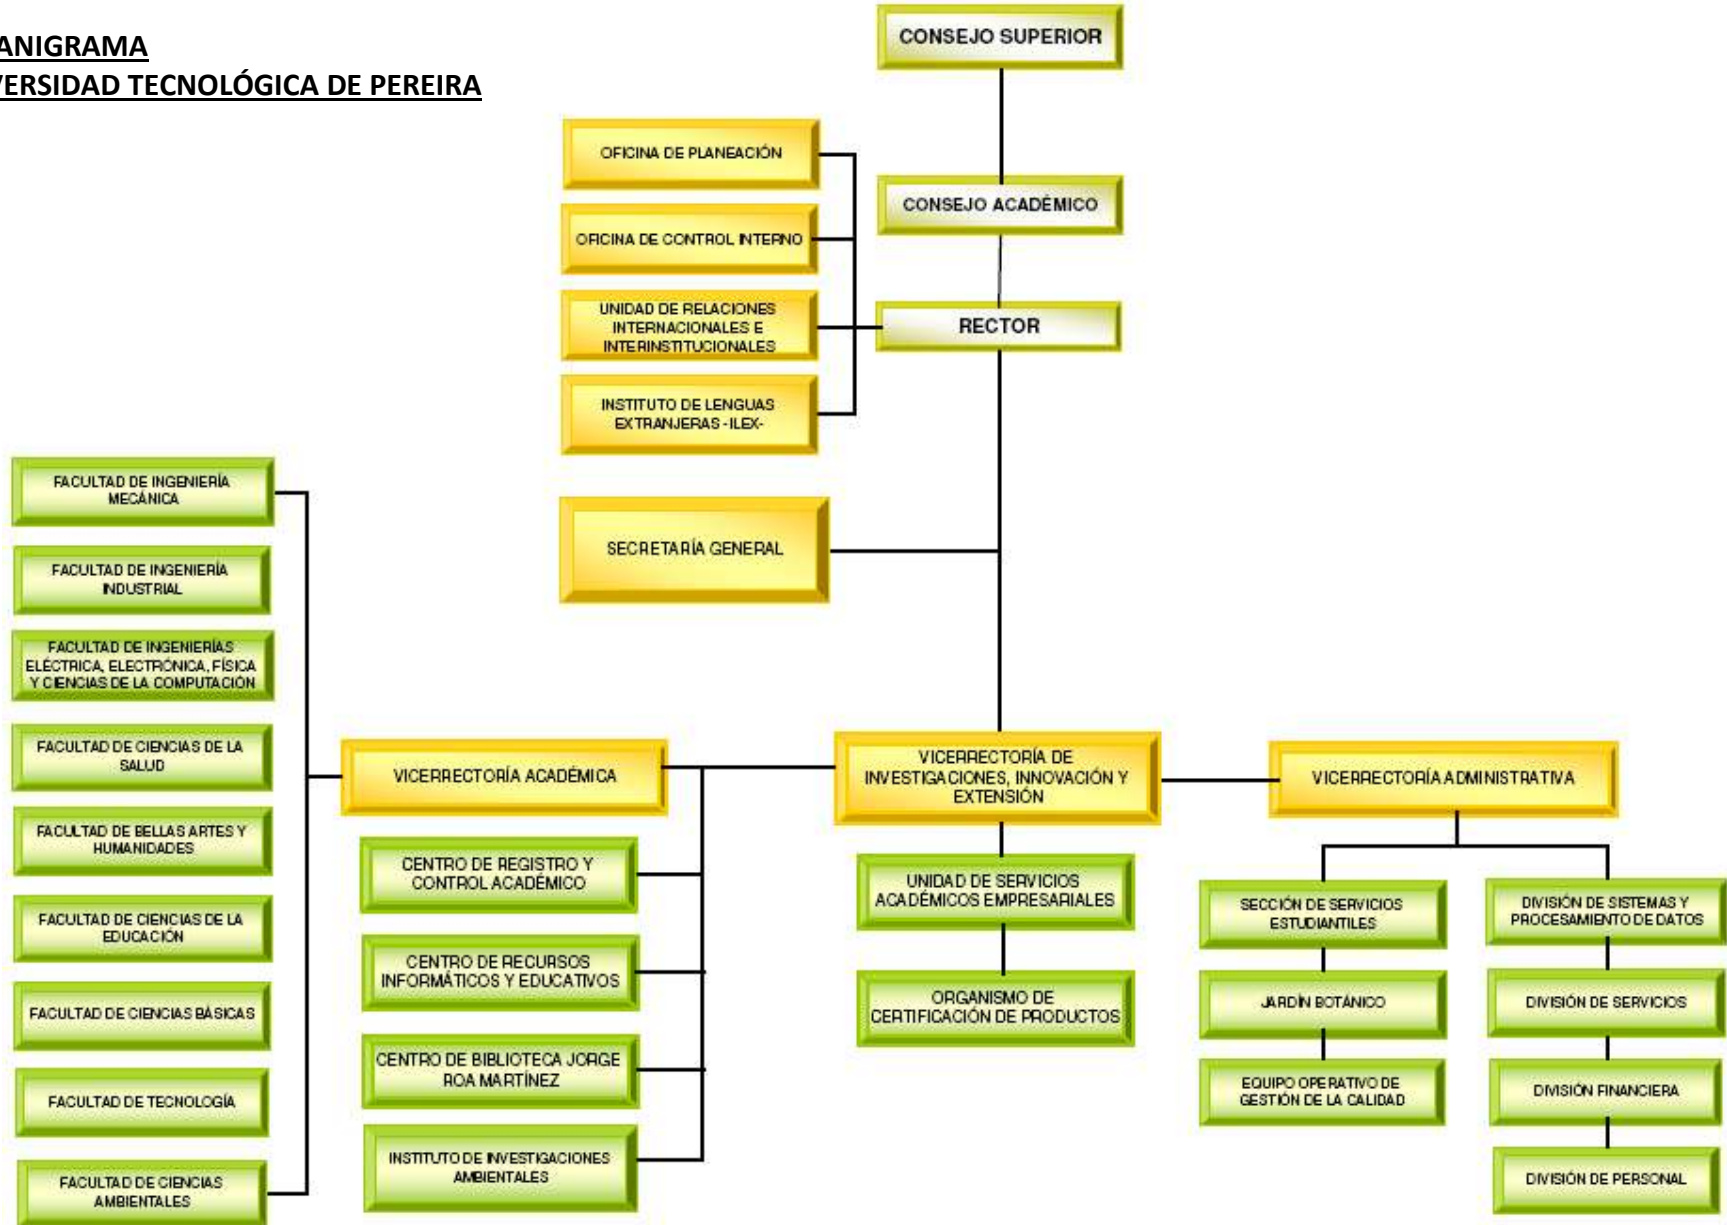 ANIGRAMA
VERSIDAD TECNOLÓGICA DE PEREIRA
CONSEJO SUPERIOR
CONSEJO ACADÉMICO
RECTOR
OFICINA DE PLANEACIÓN
OFICINA DE CONTROL INTERNO
UNIDAD DE RELACIONES
INTERNACIONALES E
INTERINSTITUCIONALES
INSTITUTO DE LENGUAS
EXTRANJERAS -ILEX-
SECRETARÍA GENERAL
FACULTAD DE INGENIERÍA
MECÁNICA
FACULTAD DE INGENIERÍA
INDUSTRIAL
FACULTAD DE INGENIERÍAS
ELÉCTRICA, ELECTRÓNICA, FÍSICA
Y CIENCIAS DE LA COMPUTACIÓN
FACULTAD DE CIENCIAS DE LA
SALUD
FACULTAD DE BELLAS ARTES Y
HUMANIDADES
FACULTAD DE CIENCIAS DE LA
EDUCACIÓN
FACULTAD DE CIENCIAS BÁSICAS
FACULTAD DE TECNOLOGÍA
FACULTAD DE CIENCIAS
AMBIENTALES
VICERRECTORÍA ACADÉMICA
CENTRO DE REGISTRO Y
CONTROL ACADÉMICO
CENTRO DE RECURSOS
INFORMÁTICOS Y EDUCATIVOS
CENTRO DE BIBLIOTECA JORGE
ROA MARTÍNEZ
INSTITUTO DE INVESTIGACIONES
AMBIENTALES
VICERRECTORÍA DE
INVESTIGACIONES, INNOVACIÓN Y
EXTENSIÓN
UNIDAD DE SERVICIOS
ACADÉMICOS EMPRESARIALES
ORGANISMO DE
CERTIFICACIÓN DE PRODUCTOS
VICERRECTORÍA ADMINISTRATIVA
SECCIÓN DE SERVICIOS
ESTUDIANTILES
JARDÍN BOTÁNICO
EQUIPO OPERATIVO DE
GESTIÓN DE LA CALIDAD
DIVISIÓN DE SISTEMAS Y
PROCESAMIENTO DE DATOS
DIVISIÓN DE SERVICIOS
DIVISIÓN FINANCIERA
DIVISIÓN DE PERSONAL